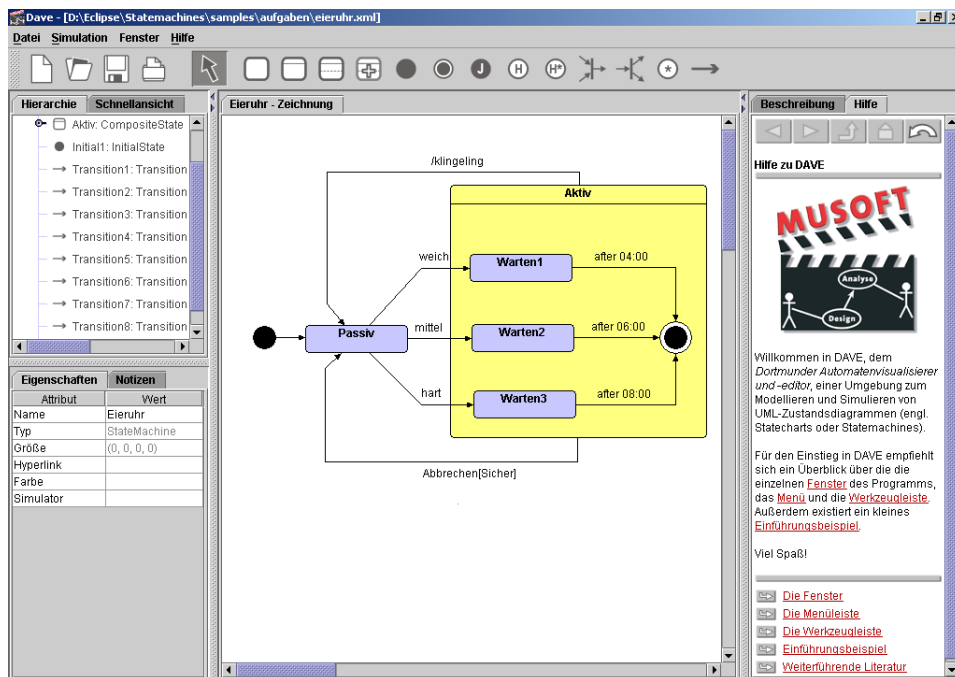 Dave - [D:\Eclipse\Statemachines\samples\aufgaben\eieruhr.xml]
Datei Simulation Fenster Hilfe
J H H* *
Hierarchie Schnellansicht
Aktiv: CompositeState
Initial1: InitialState
Transition1: Transition
Transition2: Transition
Transition3: Transition
Transition4: Transition
Transition5: Transition
Transition6: Transition
Transition7: Transition
Transition8: Transition
Eigenschaften Notizen
Attribut Wert
Name Eieruhr
Typ StateMachine
Größe (0, 0, 0, 0)
Hyperlink
Farbe
Simulator
Eieruhr - Zeichnung
/klingeling
Aktiv
weich Warten1 after 04:00
Passiv mittel Warten2 after 06:00
hart Warten3 after 08:00
Abbrechen[Sicher]
Beschreibung Hilfe
Hilfe zu DAVE
MUSOFT
Analyse
Design
Willkommen in DAVE, dem
Dortmunder Automatenvisualisierer
und -editor, einer Umgebung zum
Modellieren und Simulieren von
UML-Zustandsdiagrammen (engl.
Statecharts oder Statemachines).
Für den Einstieg in DAVE empfiehlt
sich ein Überblick über die die
einzelnen Fenster des Programms,
das Menü und die Werkzeugleiste.
Außerdem existiert ein kleines
Einführungsbeispiel.
Viel Spaß!
Die Fenster
Die Menüleiste
Die Werkzeugleiste
Einführungsbeispiel
Weiterführende Literatur